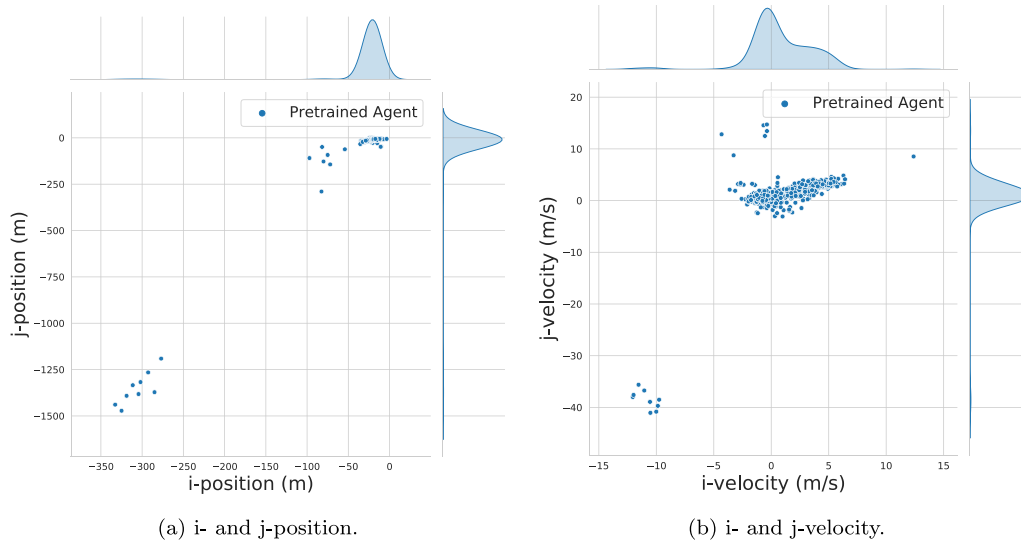 Pretrained Agent
0
−250
−500
−750
−1000
−1250
−1500
j-position (m)
−350 −300 −250 −200 −150 −100 −50 0
i-position (m)
(a) i- and j-position.
Pretrained Agent
20
10
0
−10
−20
−30
−40
j-velocity (m/s)
−15 −10 −5 0 5 10 15
i-velocity (m/s)
(b) i- and j-velocity.